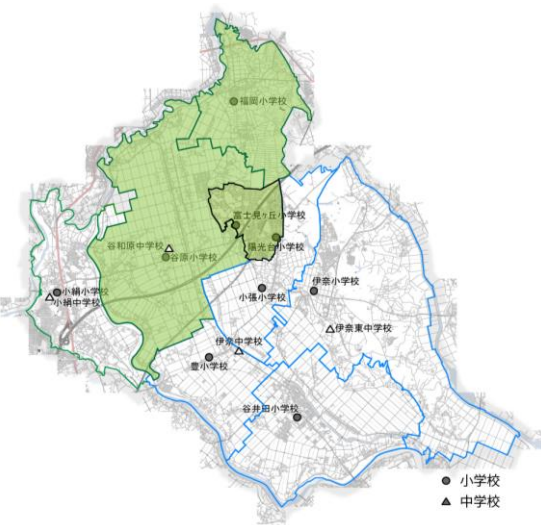 福岡小学校
富士見ヶ丘小学校
陽光台小学校
谷和原中学校
谷原小学校
小絹小学校
小絹中学校
小張小学校
伊奈小学校
伊奈東中学校
伊奈中学校
豊小学校
谷井田小学校
小学校
中学校